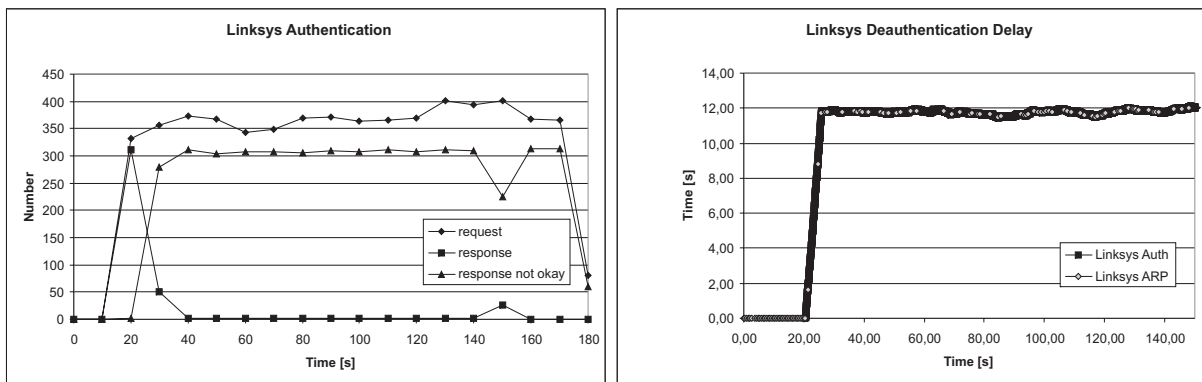 Linksys Authentication
450
400
350
300
250
200
150
100
50
0
Number
0 20 40 60 80 100 120 140 160 180
Time [s]
request
response
response not okay
Linksys Deauthentication Delay
14,00
12,00
10,00
8,00
6,00
4,00
2,00
0,00
Time [s]
0,00 20,00 40,00 60,00 80,00 100,00 120,00 140,00
Time [s]
Linksys Auth
Linksys ARP